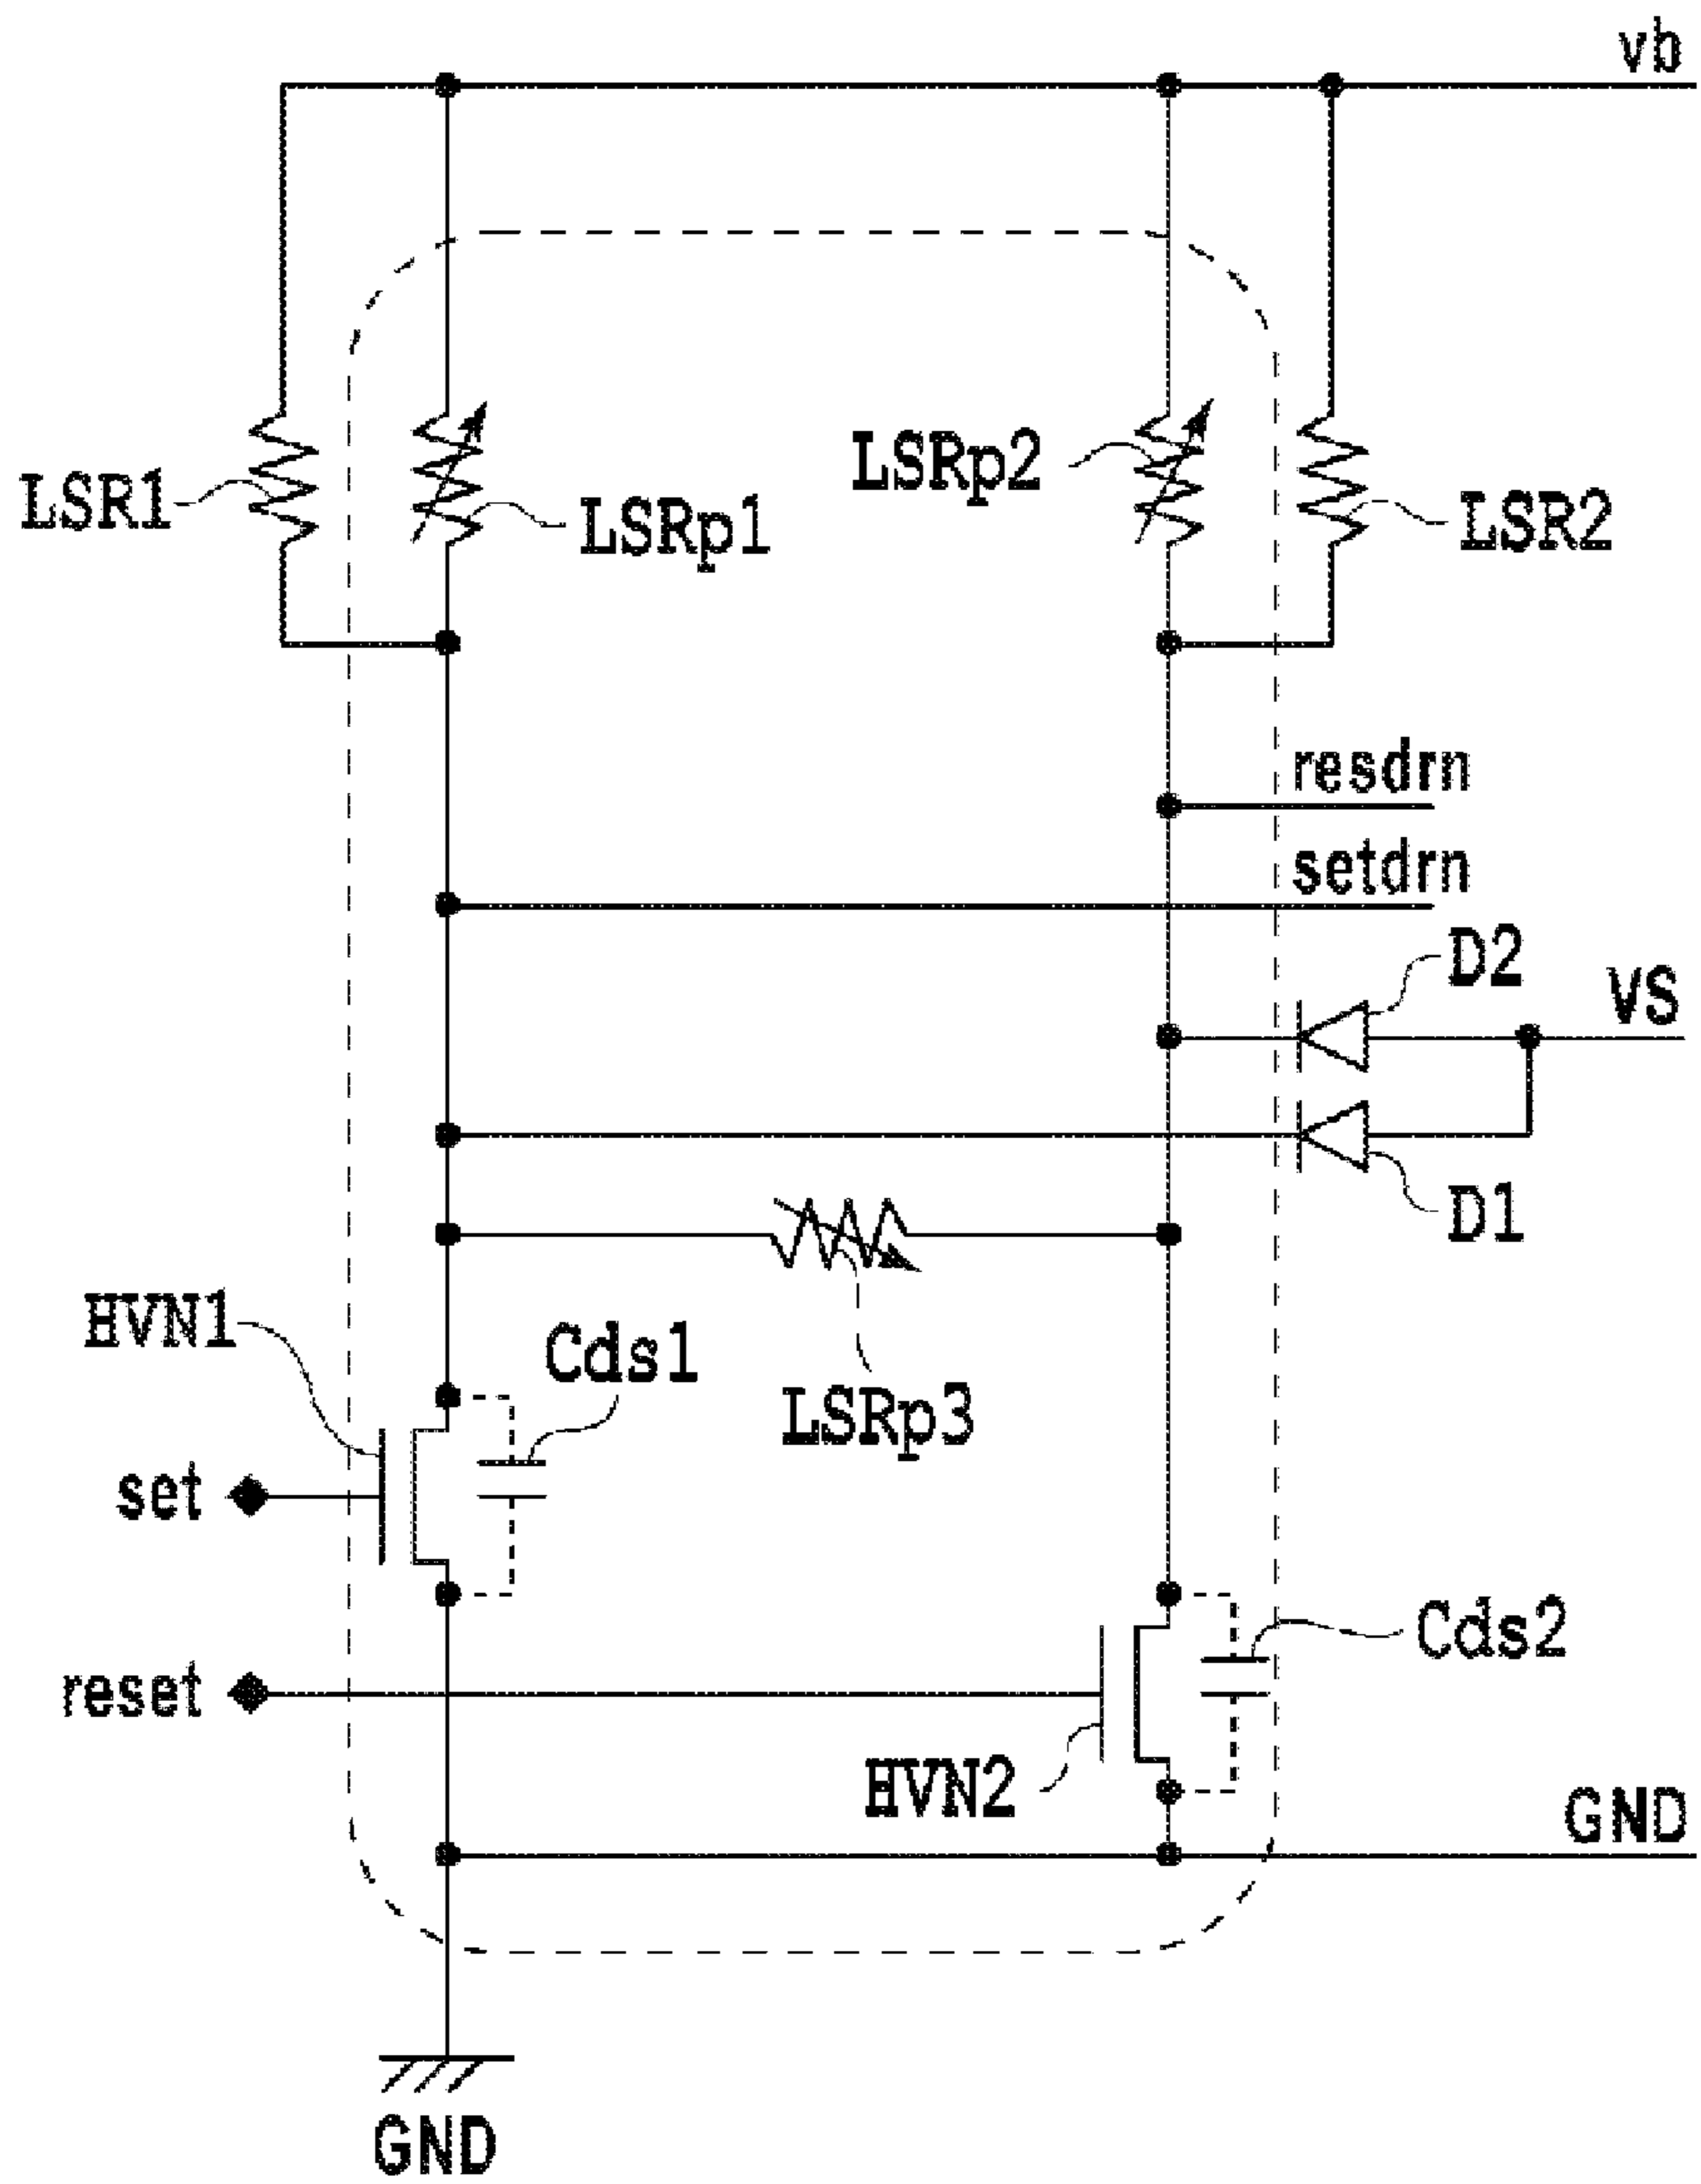 vb
LSR1
LSRp1
LSRp2
LSR2
resdrn
setdrn
D2
VS
D1
HVN1
Cds1
LSRp3
set
Cds2
reset
HVN2
GND
GND